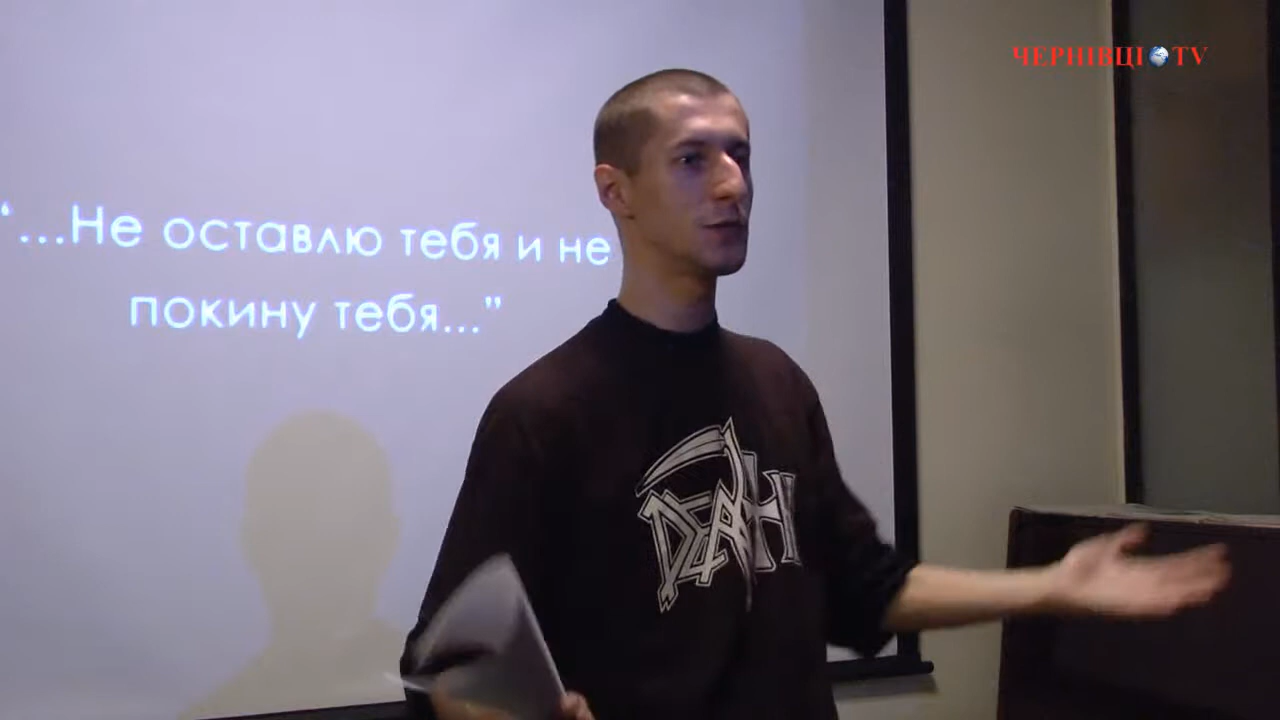 ЧЕРНІВЦІ TV
“...Не оставлю тебя и не
покину тебя...”
DEATH